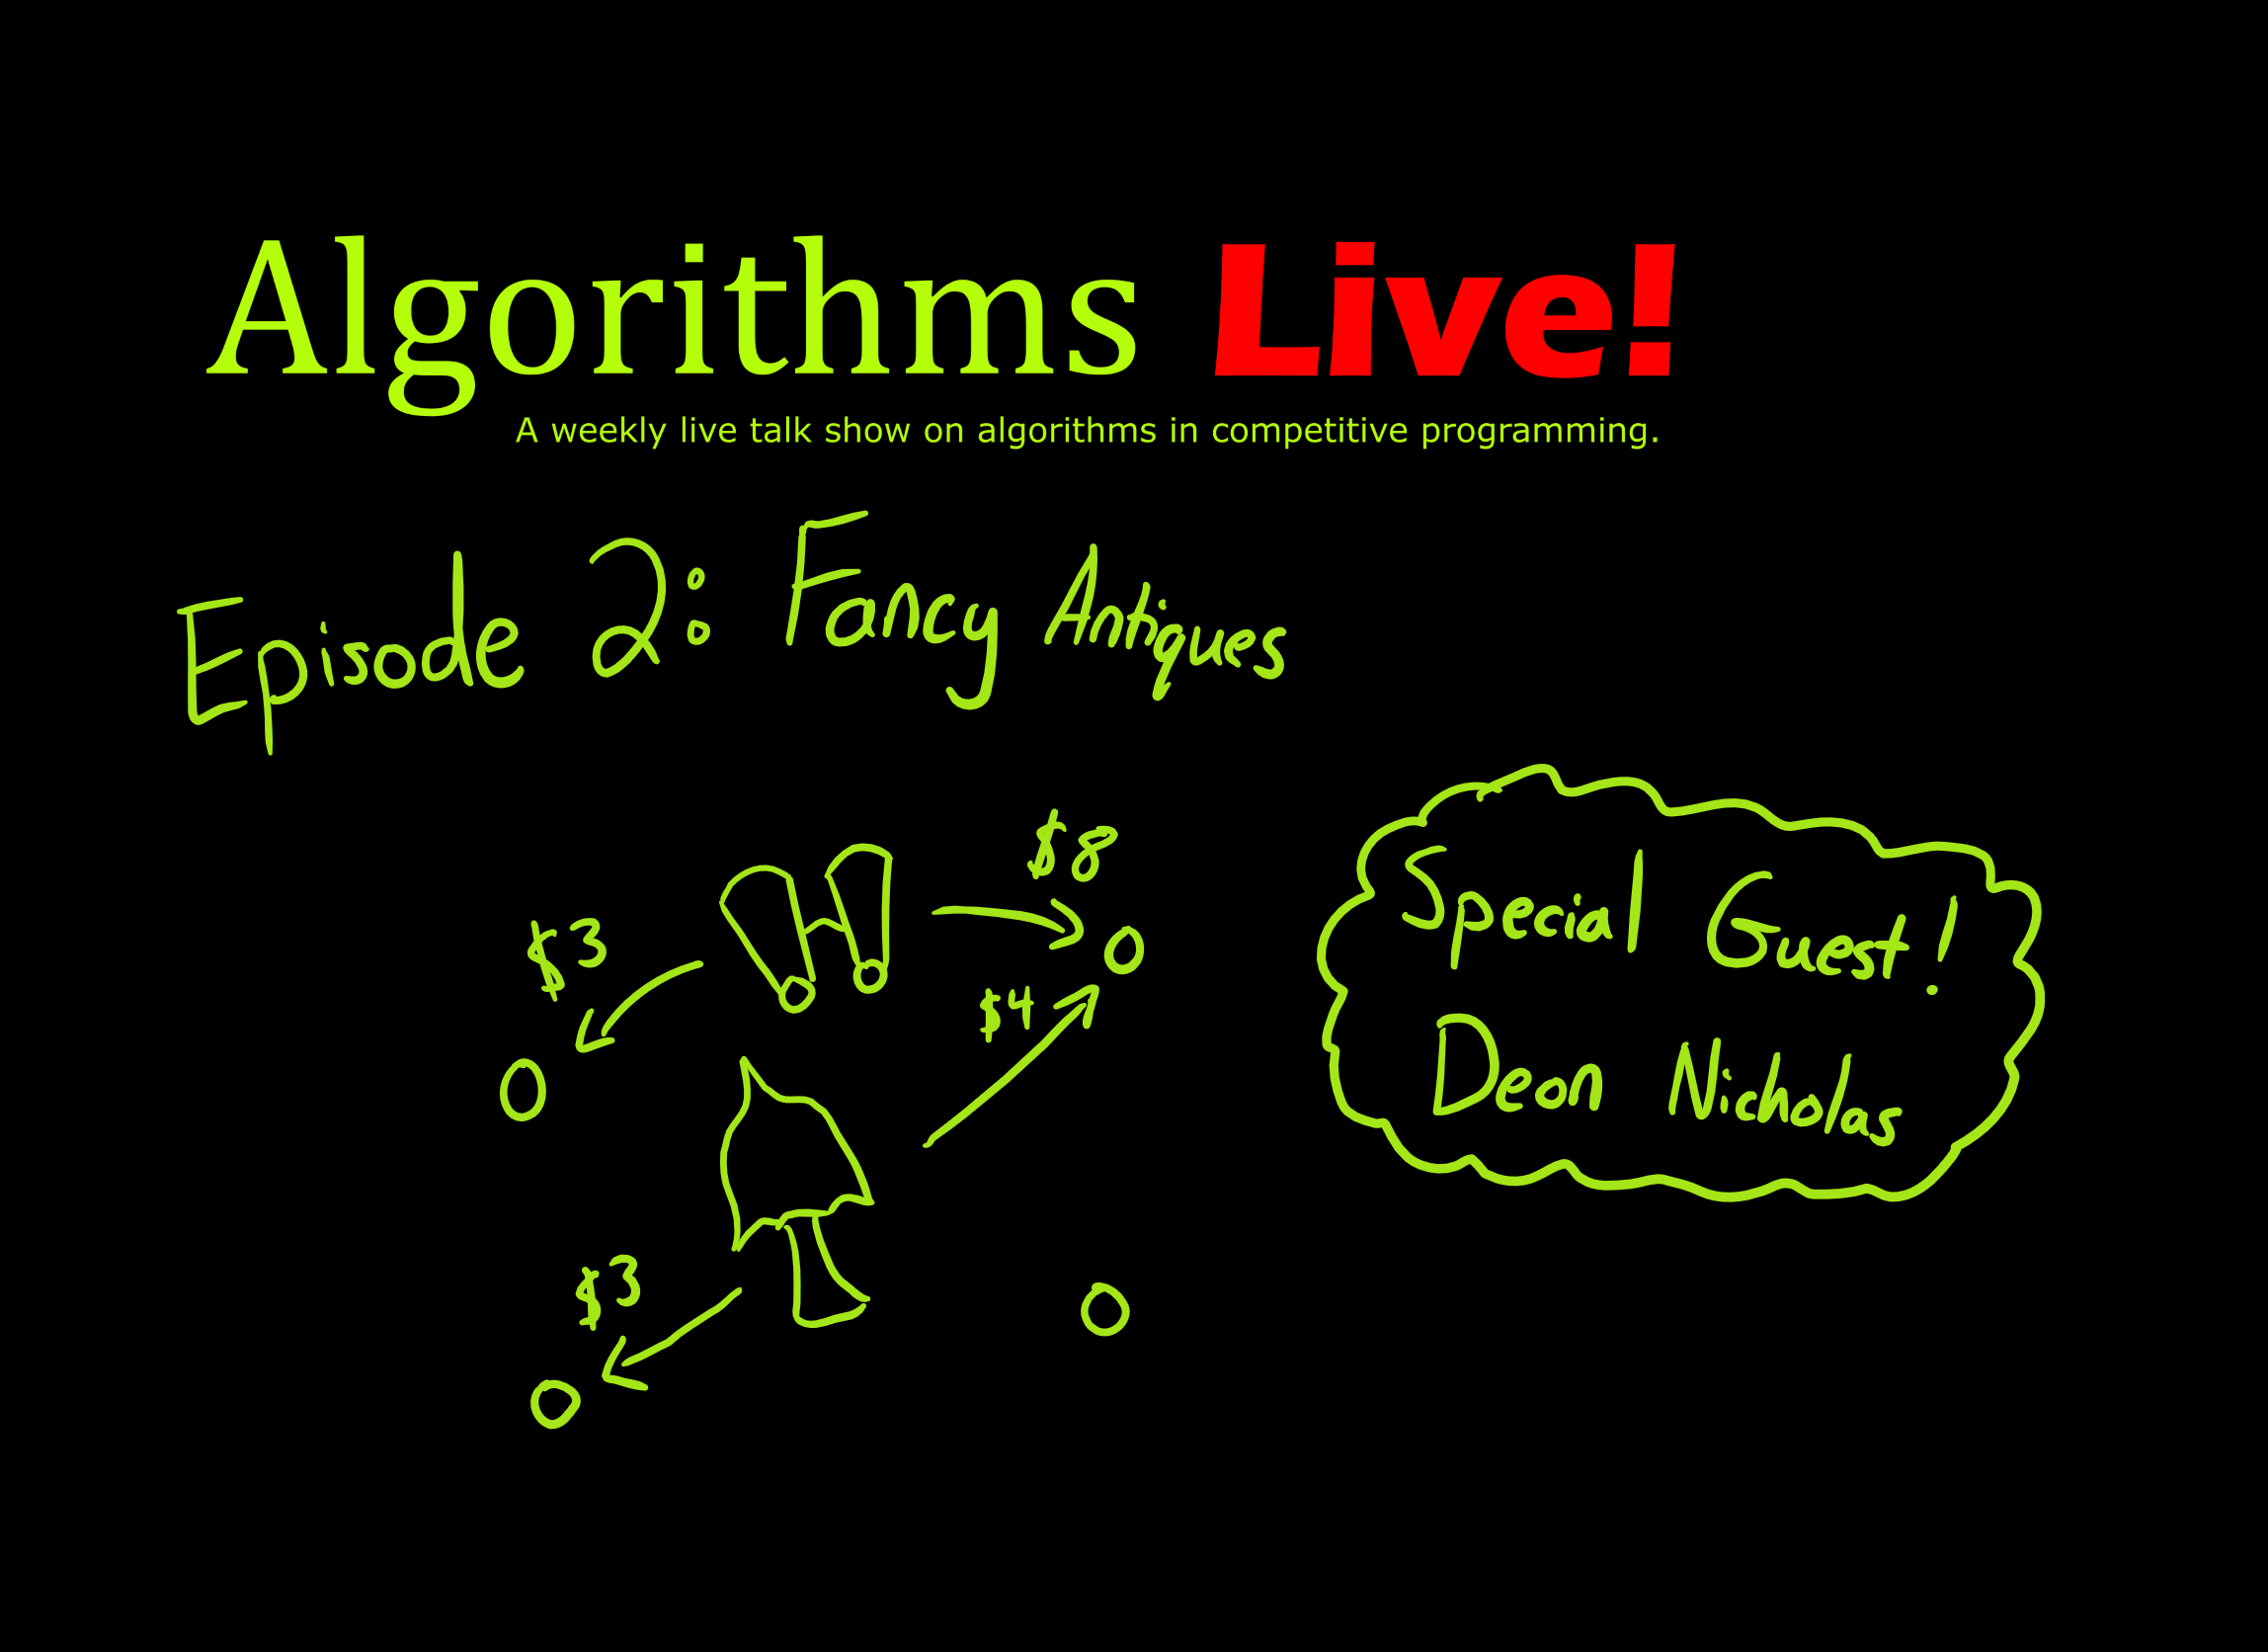 Algorithms Live!
A weekly live talk show on algorithms in competitive programming.
Episode 2: Fancy Antiques
$8
$3
$4
Special Guest!
Deon Nicholas
$3